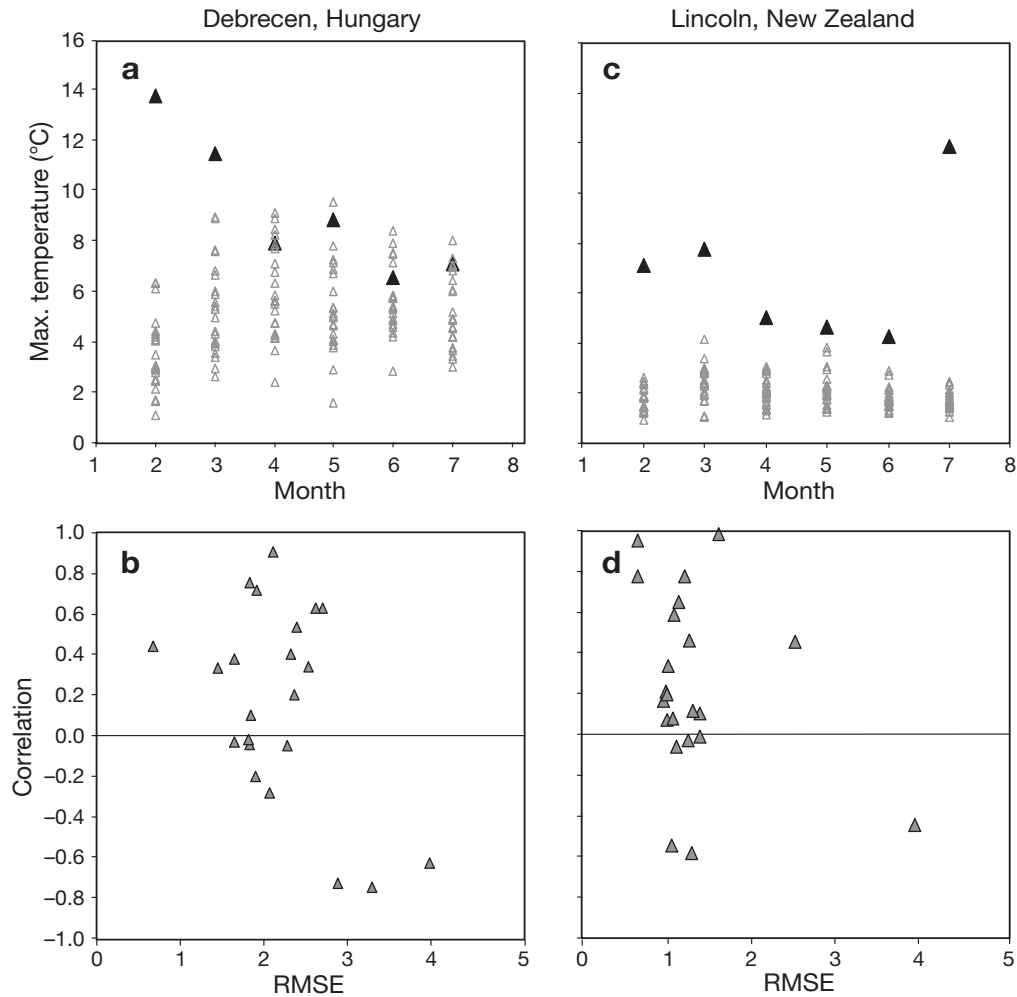 Debrecen, Hungary
Lincoln, New Zealand
a
c
Max. temperature (°C)
16
14
12
10
8
6
4
2
0
1 2 3 4 5 6 7 8
Month
1 2 3 4 5 6 7 8
Month
b
d
Correlation
1.0
0.8
0.6
0.4
0.2
0.0
−0.2
−0.4
−0.6
−0.8
−1.0
0 1 2 3 4 5
RMSE
0 1 2 3 4 5
RMSE